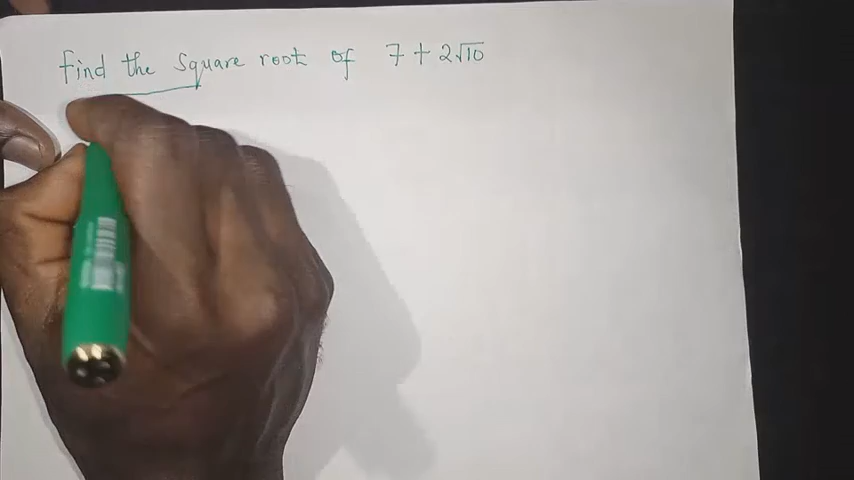 Find the square root of 7 + 2√10